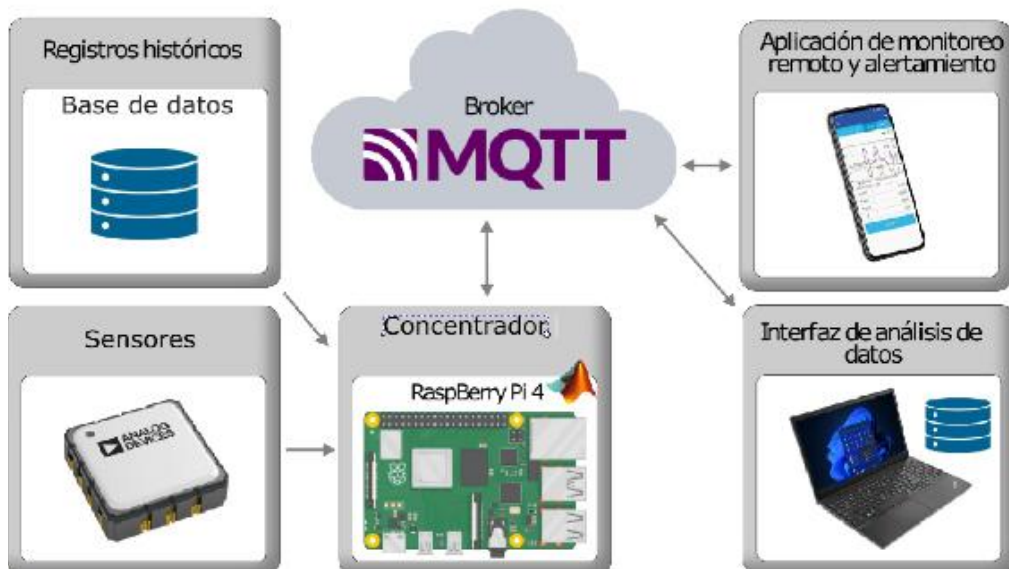 Registros históricos
Base de datos
Broker
MQTT
Aplicación de monitoreo
remoto y alertamiento
Sensores
ANALOG
DEVICES
Concentrador
RaspBerry Pi 4
Interfaz de análisis de
datos